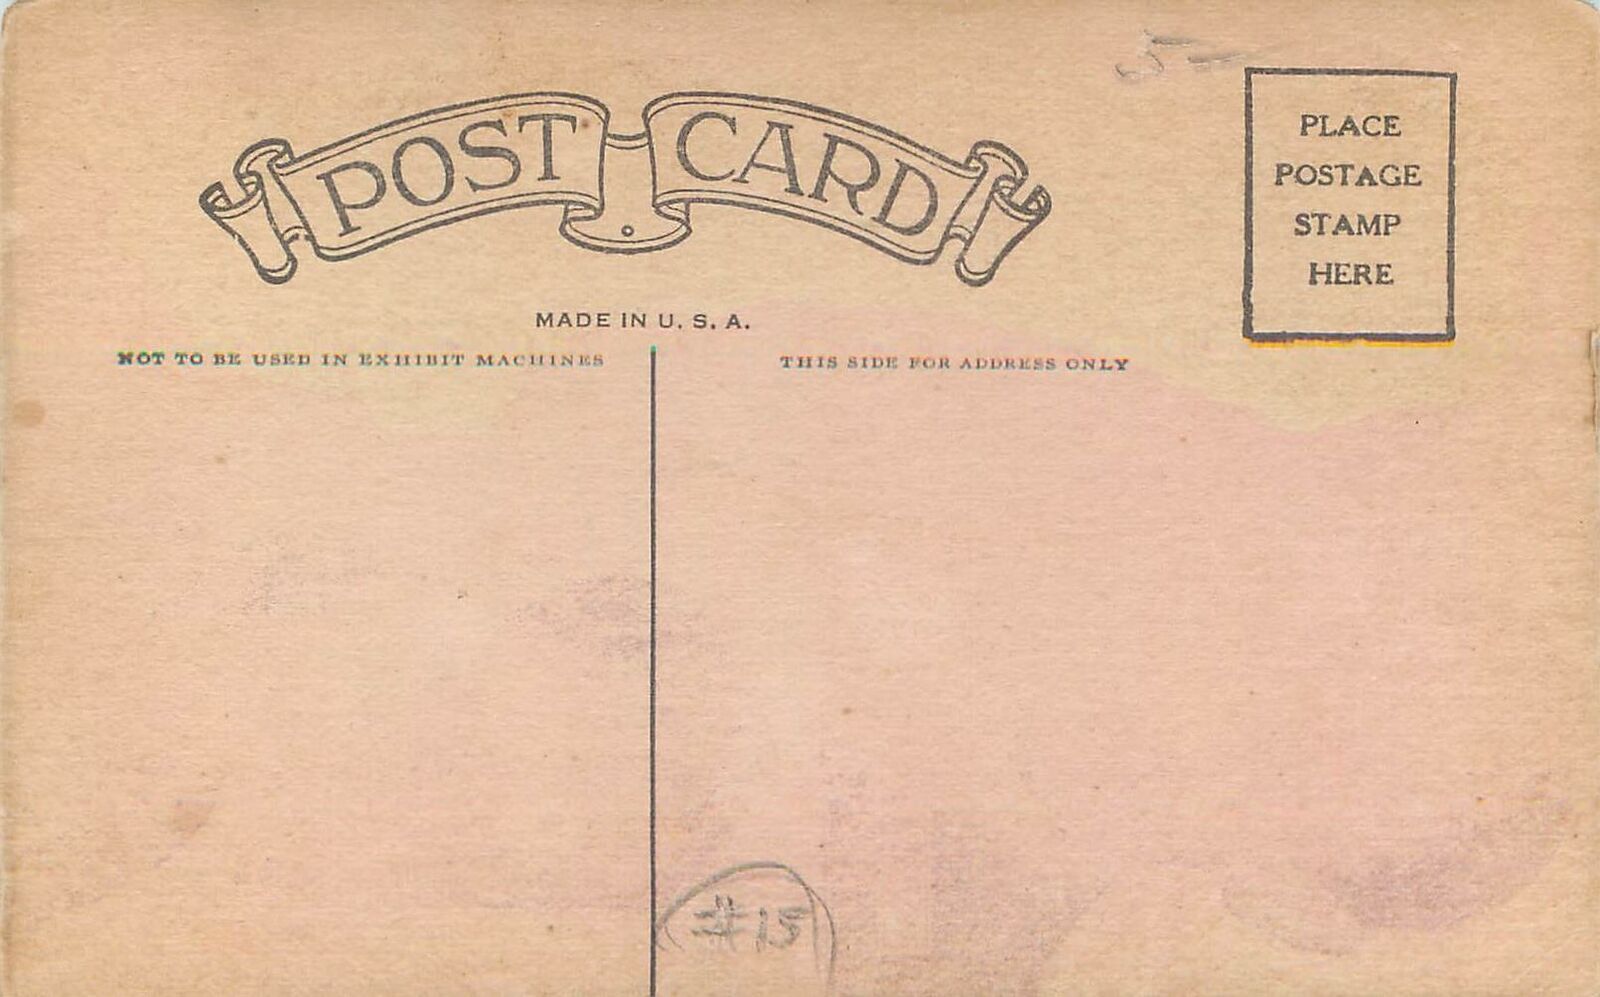 5-
POST CARD
PLACE
POSTAGE
STAMP
HERE
MADE IN U. S. A.
NOT TO BE USED IN EXHIBIT MACHINES
THIS SIDE FOR ADDRESS ONLY
#15